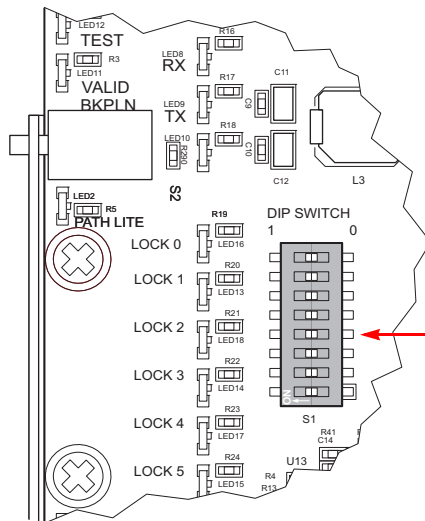 LED12
TEST
R3
LED11
VALID
BKPLN
R16
LED8
RX
R17
LED9
TX
R18
LED10
R290
S2
C11
C9
C10
C12
L3
LED2
R5
PATH LITE
R19
DIP SWITCH
1 0
LOCK 0
LED16
R20
LOCK 1
LED13
R21
LOCK 2
LED18
R22
LOCK 3
LED14
R23
LOCK 4
LED17
R24
LOCK 5
LED15
NO
S1
R41
C14
U13
R4
R13